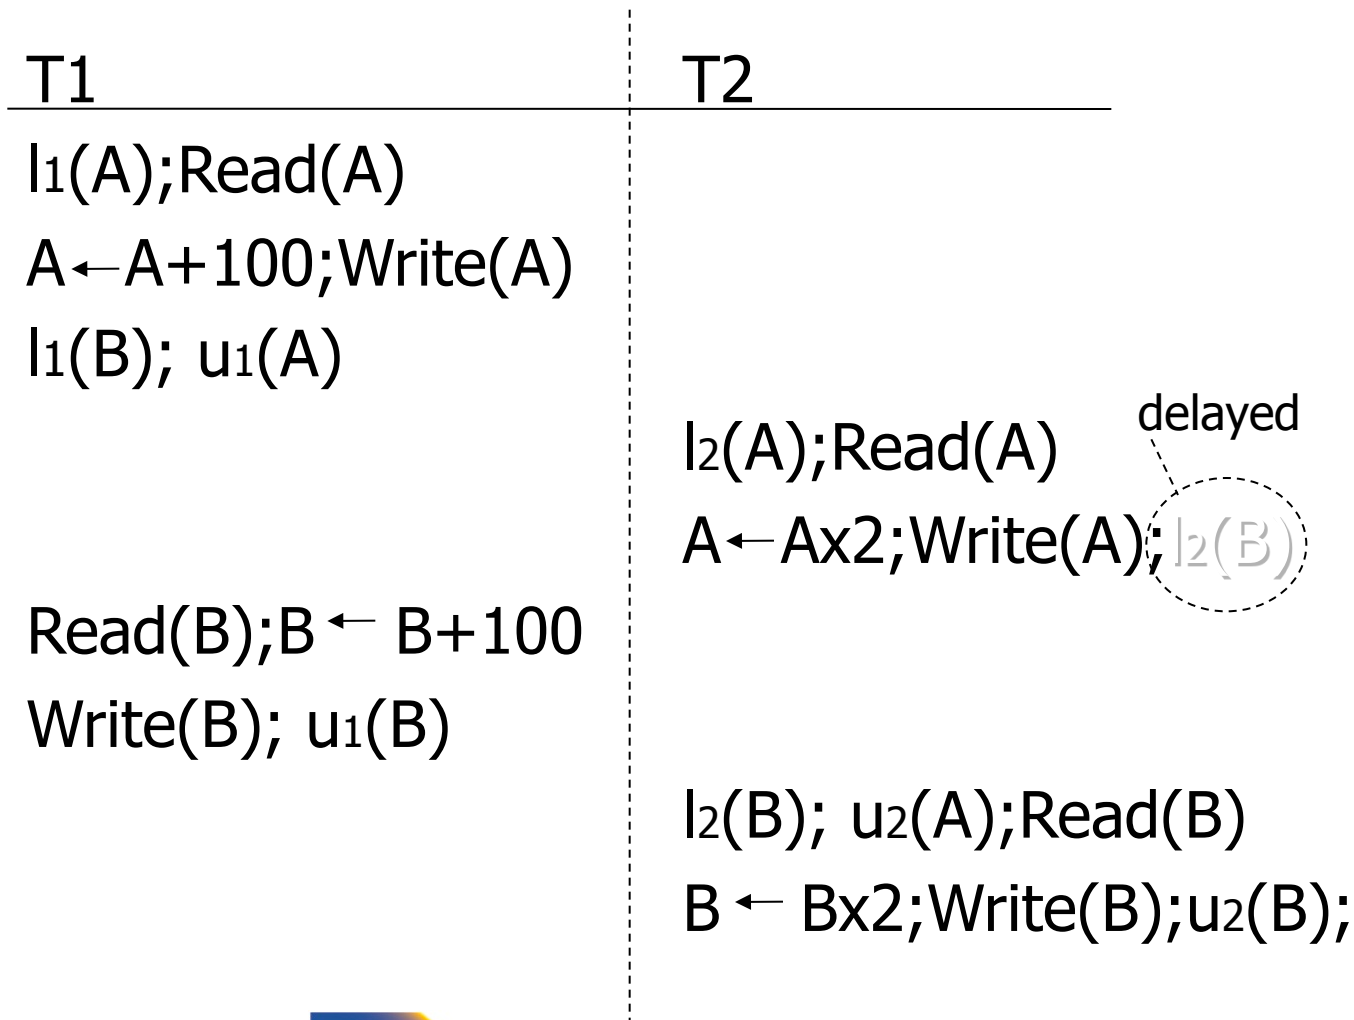 T1 T2
l1(A);Read(A)
A←A+100;Write(A)
l1(B); u1(A)
delayed
l2(A);Read(A)
A←Ax2;Write(A);l2(B)
Read(B);B ← B+100
Write(B); u1(B)
l2(B); u2(A);Read(B)
B ← Bx2;Write(B);u2(B);